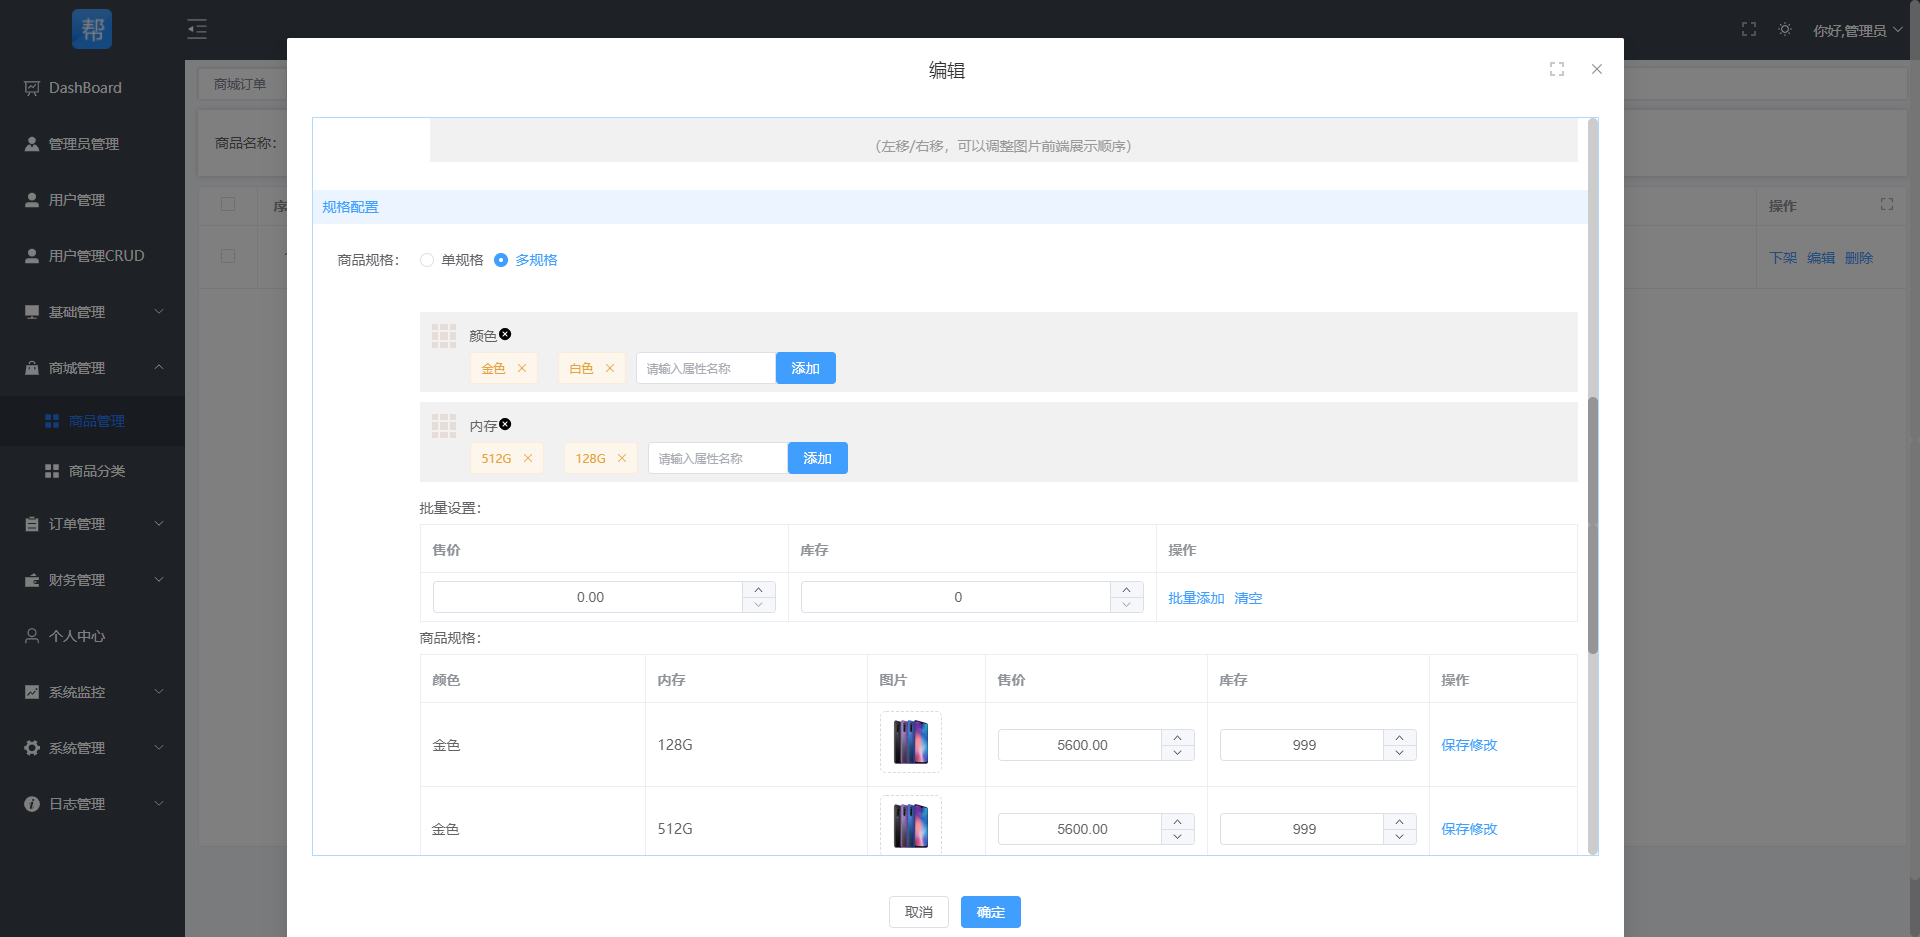 帮
你好,管理员
DashBoard
管理员管理
用户管理
用户管理CRUD
基础管理
商城管理
商品管理
商品分类
订单管理
财务管理
个人中心
系统监控
系统管理
日志管理
商城订单
商品名称:
操作
下架 编辑 删除
编辑
(左移/右移，可以调整图片前端展示顺序)
规格配置
商品规格: 单规格 多规格
颜色
金色 白色 请输入属性名称 添加
内存
512G 128G 请输入属性名称 添加
批量设置:
售价 库存 操作
0.00 0 批量添加 清空
商品规格:
颜色 内存 图片 售价 库存 操作
金色 128G 5600.00 999 保存修改
金色 512G 5600.00 999 保存修改
取消 确定